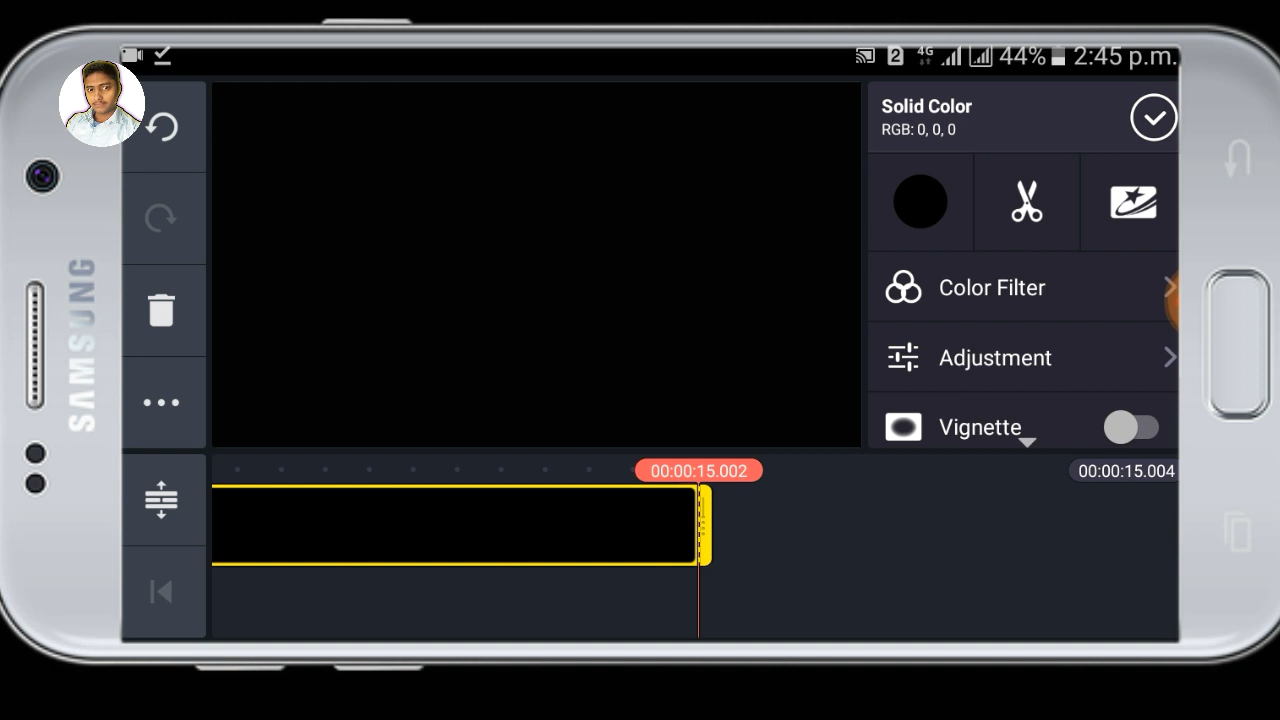 2 4G 44% 2:45 p.m.
SAMSUNG
Solid Color
RGB: 0, 0, 0
Color Filter
Adjustment
Vignette
00:00:15.002
00:00:15.004